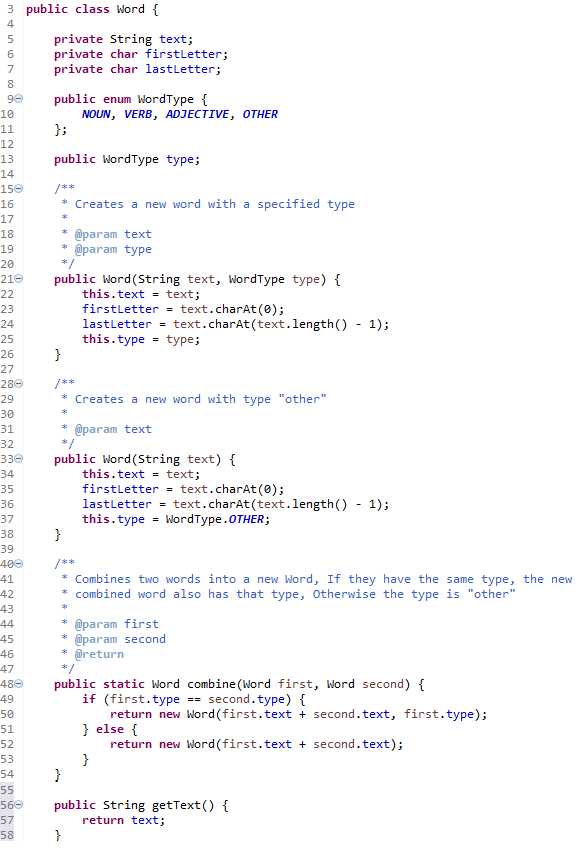 3 public class Word {
4
5     private String text;
6     private char firstLetter;
7     private char lastLetter;
8
9     public enum WordType {
10         NOUN, VERB, ADJECTIVE, OTHER
11     };
12
13     public WordType type;
14
15     /**
16      * Creates a new word with a specified type
17      *
18      * @param text
19      * @param type
20      */
21     public Word(String text, WordType type) {
22         this.text = text;
23         firstLetter = text.charAt(0);
24         lastLetter = text.charAt(text.length() - 1);
25         this.type = type;
26     }
27
28     /**
29      * Creates a new word with type "other"
30      *
31      * @param text
32      */
33     public Word(String text) {
34         this.text = text;
35         firstLetter = text.charAt(0);
36         lastLetter = text.charAt(text.length() - 1);
37         this.type = WordType.OTHER;
38     }
39
40     /**
41      * Combines two words into a new Word, If they have the same type, the new
42      * combined word also has that type, Otherwise the type is "other"
43      *
44      * @param first
45      * @param second
46      * @return
47      */
48     public static Word combine(Word first, Word second) {
49         if (first.type == second.type) {
50             return new Word(first.text + second.text, first.type);
51         } else {
52             return new Word(first.text + second.text);
53         }
54     }
55
56     public String getText() {
57         return text;
58     }